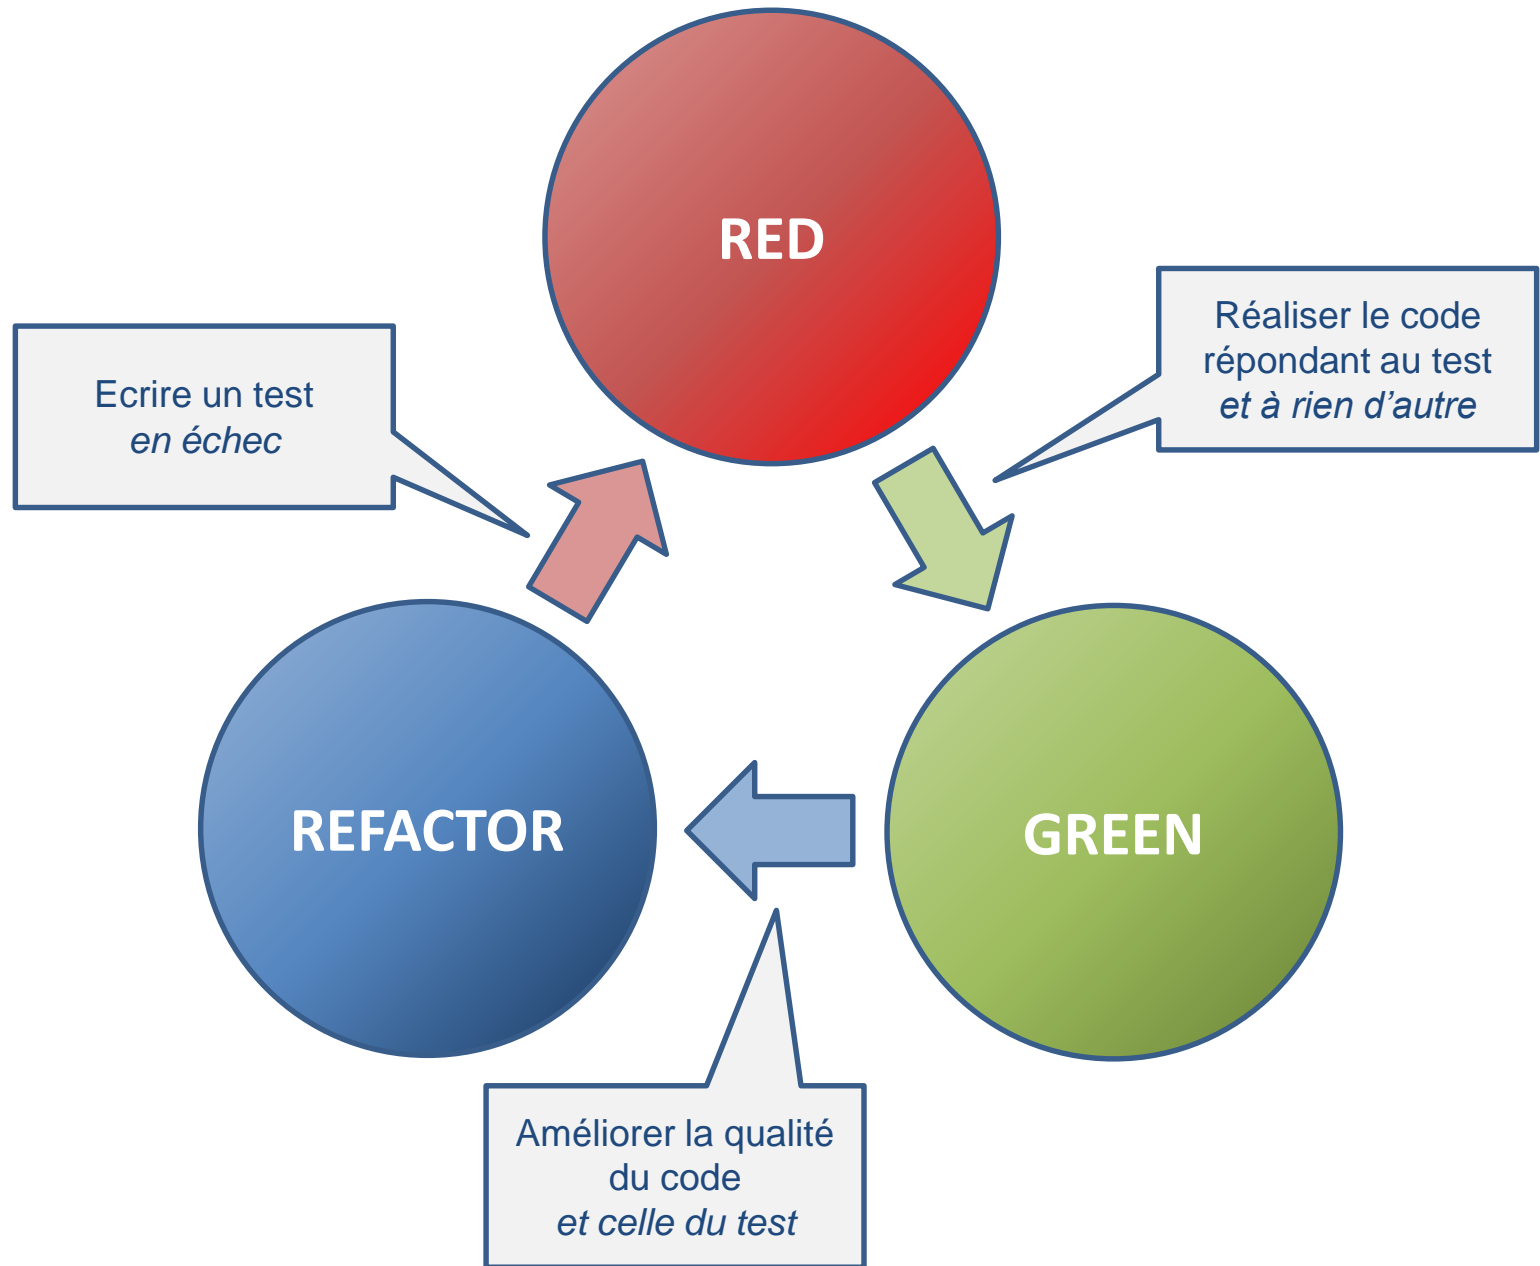 RED
Réaliser le code
répondant au test
et à rien d’autre
Ecrire un test
en échec
REFACTOR
GREEN
Améliorer la qualité
du code
et celle du test